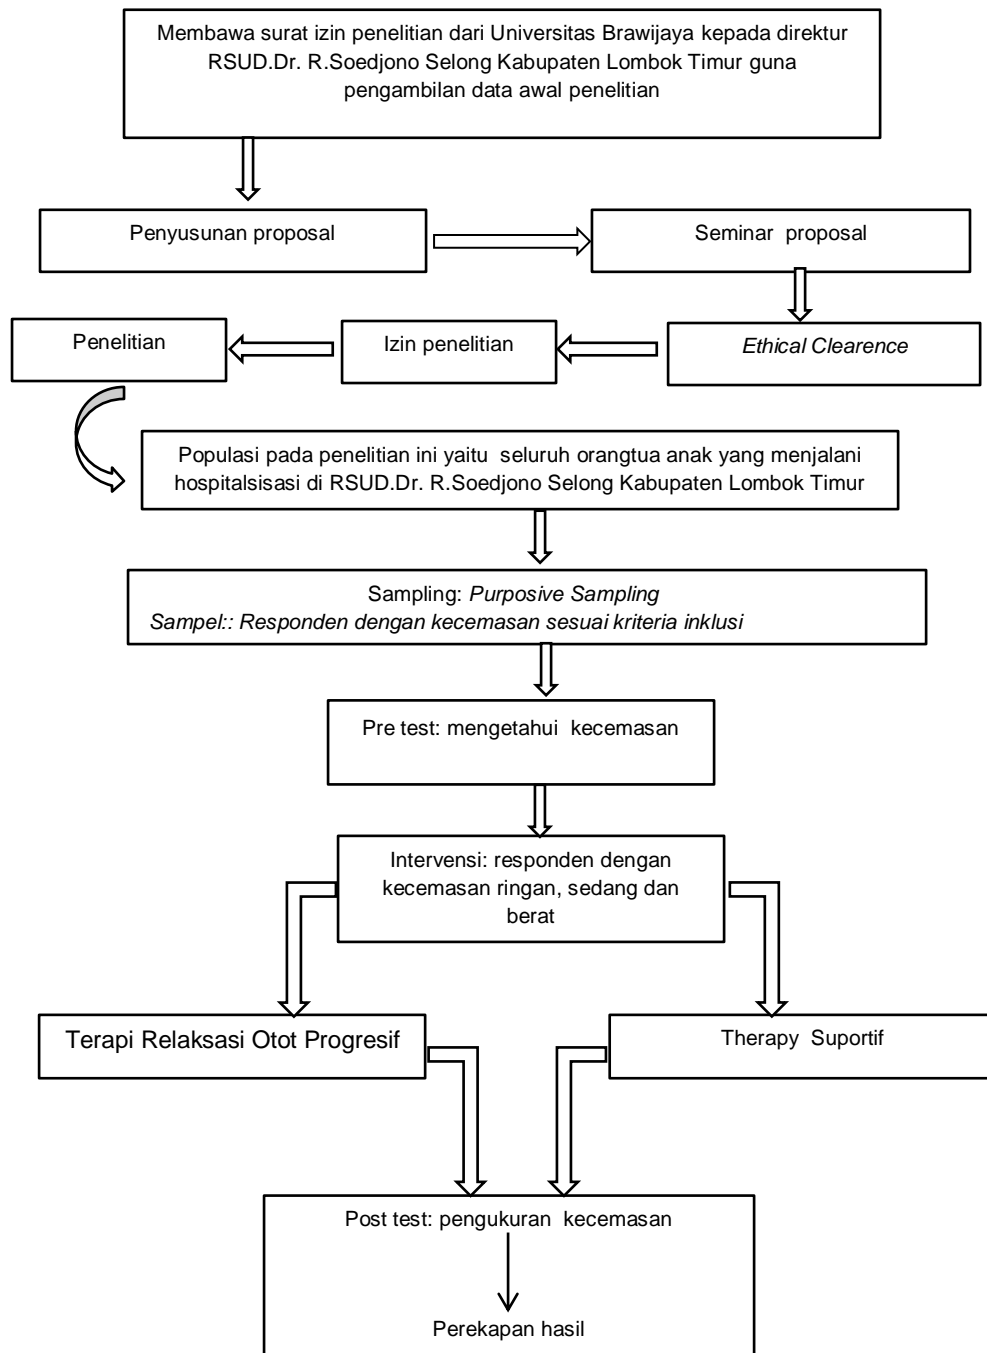 Membawa surat izin penelitian dari Universitas Brawijaya kepada direktur
RSUD.Dr. R.Soedjono Selong Kabupaten Lombok Timur guna
pengambilan data awal penelitian
Penyusunan proposal
Seminar proposal
Ethical Clearence
Izin penelitian
Penelitian
Populasi pada penelitian ini yaitu seluruh orangtua anak yang menjalani
hospitalsisasi di RSUD.Dr. R.Soedjono Selong Kabupaten Lombok Timur
Sampling: Purposive Sampling
Sampel:: Responden dengan kecemasan sesuai kriteria inklusi
Pre test: mengetahui kecemasan
Intervensi: responden dengan
kecemasan ringan, sedang dan
berat
Terapi Relaksasi Otot Progresif
Therapy Suportif
Post test: pengukuran kecemasan
Perekapan hasil